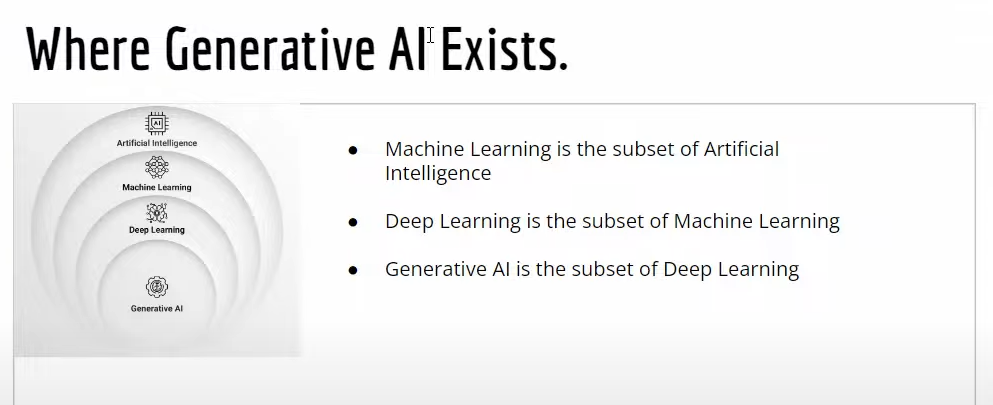 Where Generative AI Exists.
AI
Artificial Intelligence
Machine Learning
Deep Learning
Generative AI
● Machine Learning is the subset of Artificial
Intelligence
● Deep Learning is the subset of Machine Learning
● Generative AI is the subset of Deep Learning